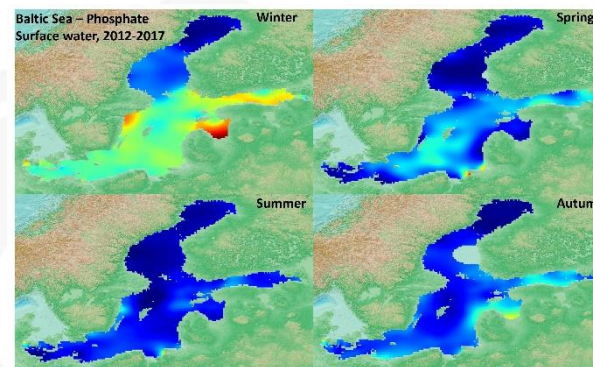 Baltic Sea – Phosphate
Surface water, 2012-2017
Winter
Spring
Summer
Autum